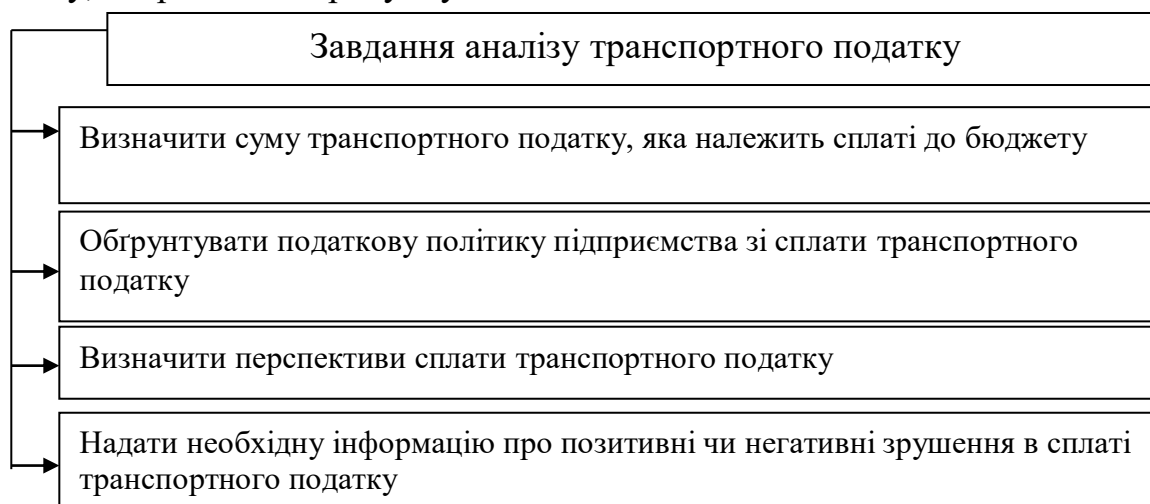 Завдання аналізу транспортного податку
Визначити суму транспортного податку, яка належить сплаті до бюджету
Обґрунтувати податкову політику підприємства зі сплати транспортного
податку
Визначити перспективи сплати транспортного податку
Надати необхідну інформацію про позитивні чи негативні зрушення в сплаті
транспортного податку